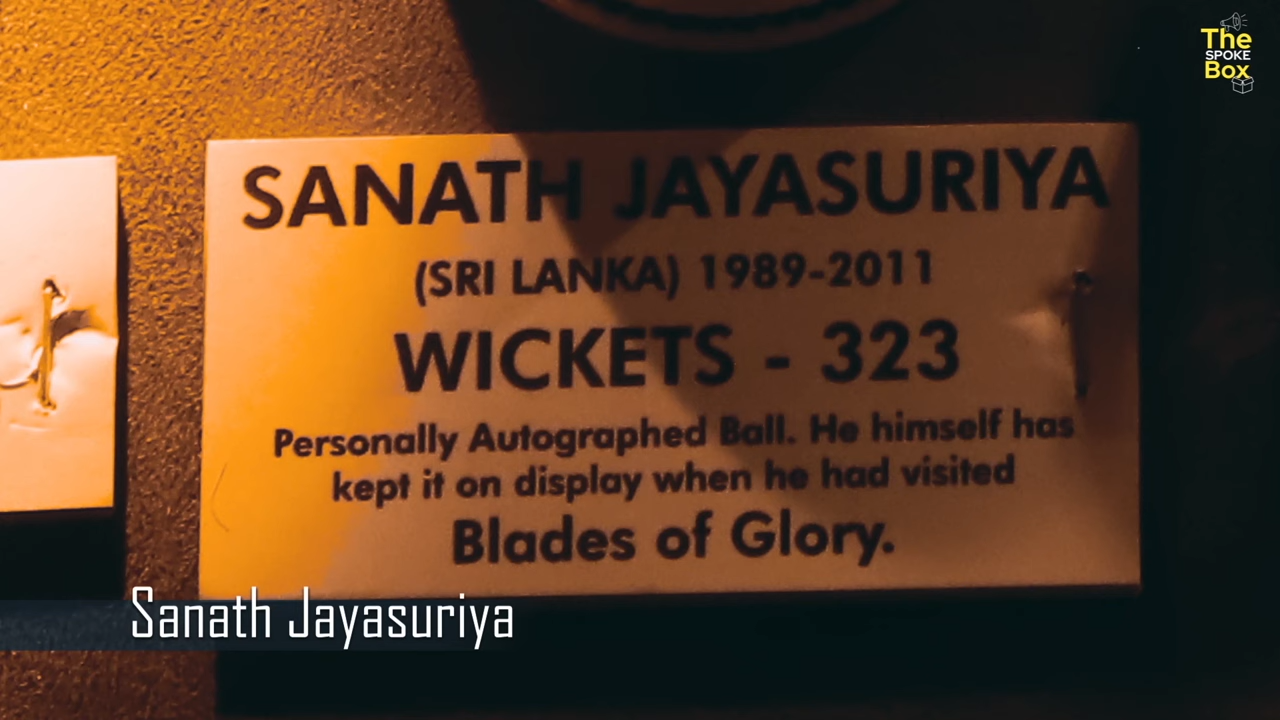 The
SPOKE
Box
SANATH JAYASURIYA
(SRI LANKA) 1989-2011
WICKETS - 323
Personally Autographed Ball. He himself has
kept it on display when he had visited
Blades of Glory.
Sanath Jayasuriya